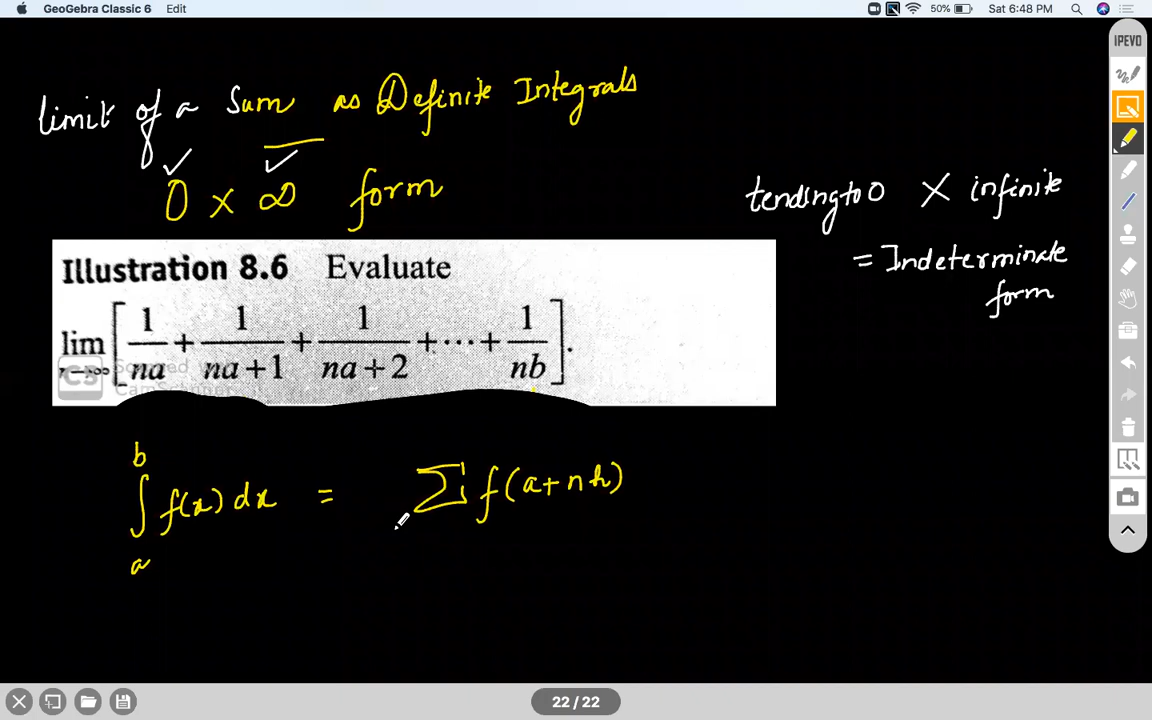 GeoGebra Classic 6 Edit 50% Sat 6:48 PM
IPEVO
limit of a Sum as Definite Integrals
0 × ∞ form
tending to 0 × infinite
= Indeterminate
form
Illustration 8.6 Evaluate
lim n→∞ [1/na + 1/(na+1) + 1/(na+2) + ··· + 1/nb].
CS
∫_a^b f(x) dx = Σ f(a+nh)
22 / 22